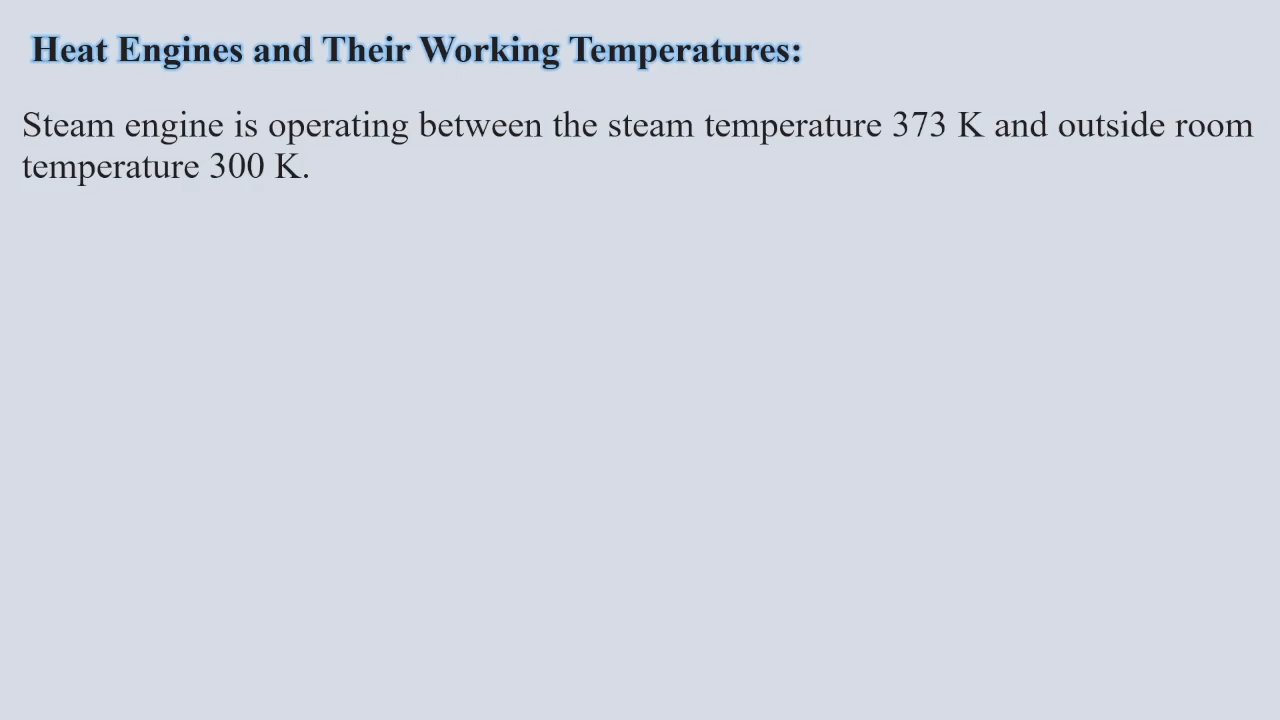 Heat Engines and Their Working Temperatures:
Steam engine is operating between the steam temperature 373 K and outside room
temperature 300 K.